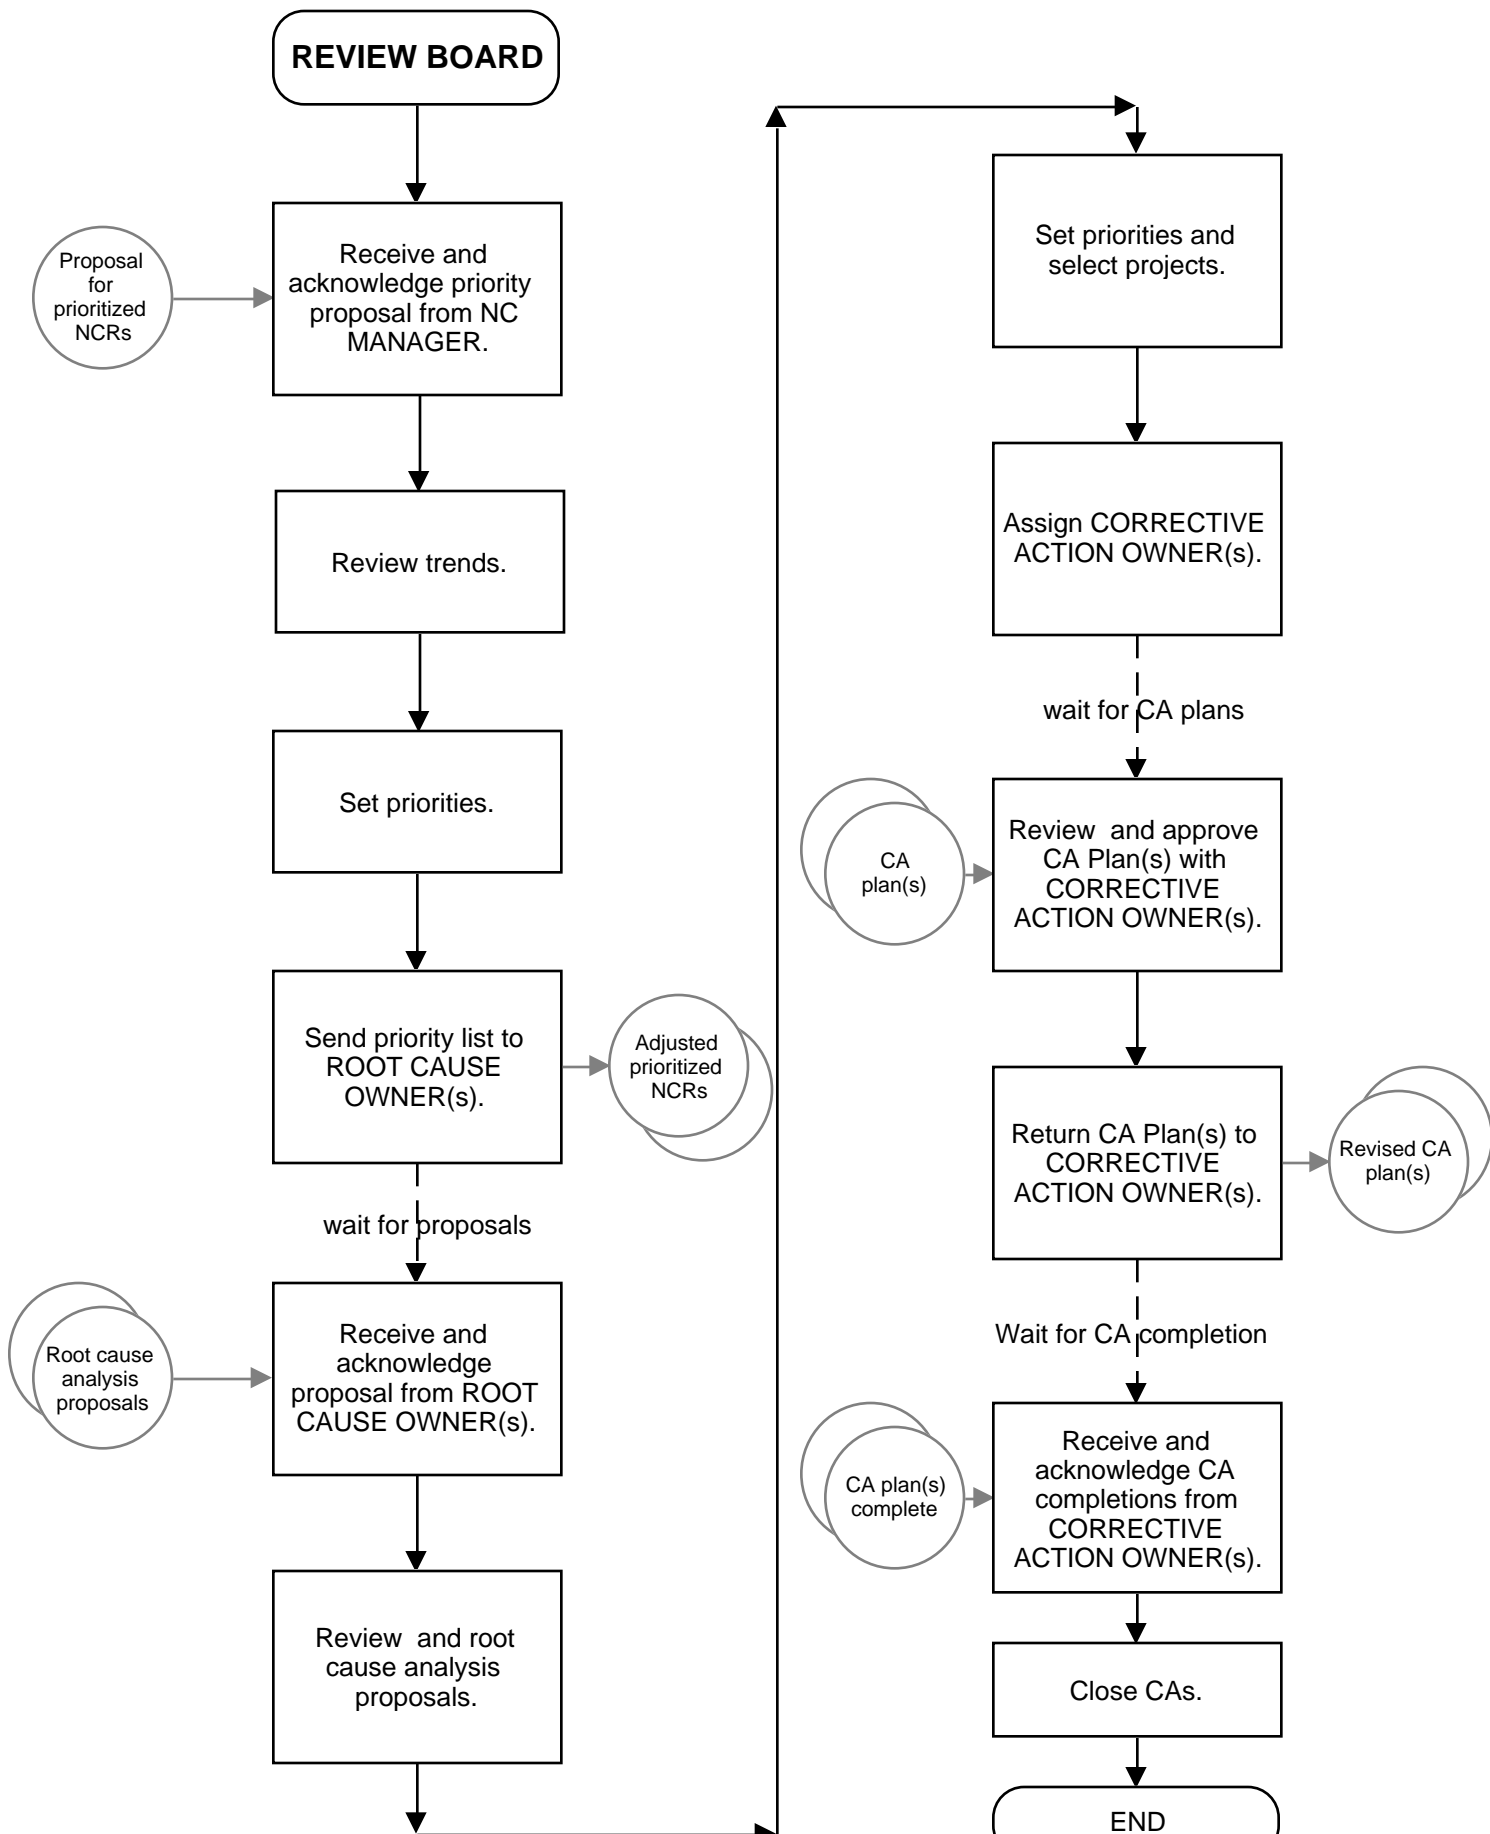 REVIEW BOARD
Proposal
for
prioritized
NCRs
Receive and
acknowledge priority
proposal from NC
MANAGER.
Review trends.
Set priorities.
Send priority list to
ROOT CAUSE
OWNER(s).
Adjusted
prioritized
NCRs
wait for proposals
Root cause
analysis
proposals
Receive and
acknowledge
proposal from ROOT
CAUSE OWNER(s).
Review  and root
cause analysis
proposals.
Set priorities and
select projects.
Assign CORRECTIVE
ACTION OWNER(s).
wait for CA plans
CA
plan(s)
Review  and approve
CA Plan(s) with
CORRECTIVE
ACTION OWNER(s).
Return CA Plan(s) to
CORRECTIVE
ACTION OWNER(s).
Revised CA
plan(s)
Wait for CA completion
CA plan(s)
complete
Receive and
acknowledge CA
completions from
CORRECTIVE
ACTION OWNER(s).
Close CAs.
END